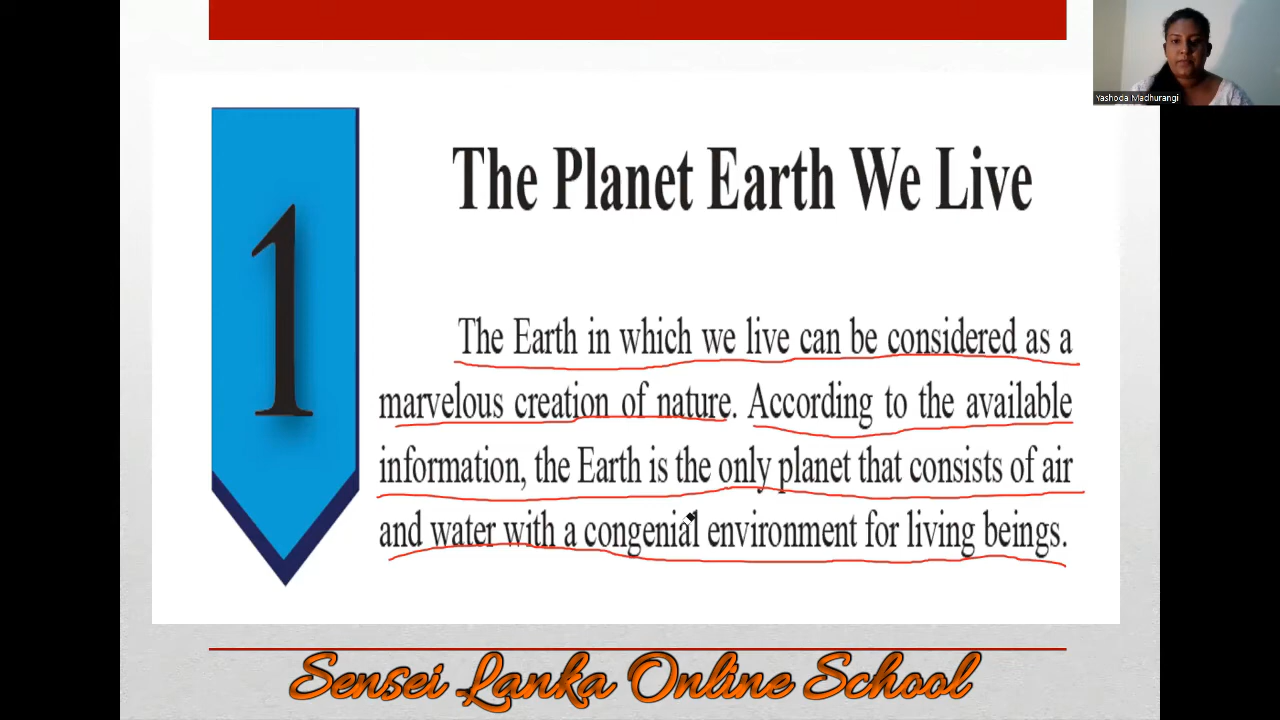 Yashoda Madhurangi
1
The Planet Earth We Live
The Earth in which we live can be considered as a
marvelous creation of nature. According to the available
information, the Earth is the only planet that consists of air
and water with a congenial environment for living beings.
Sensei Lanka Online School